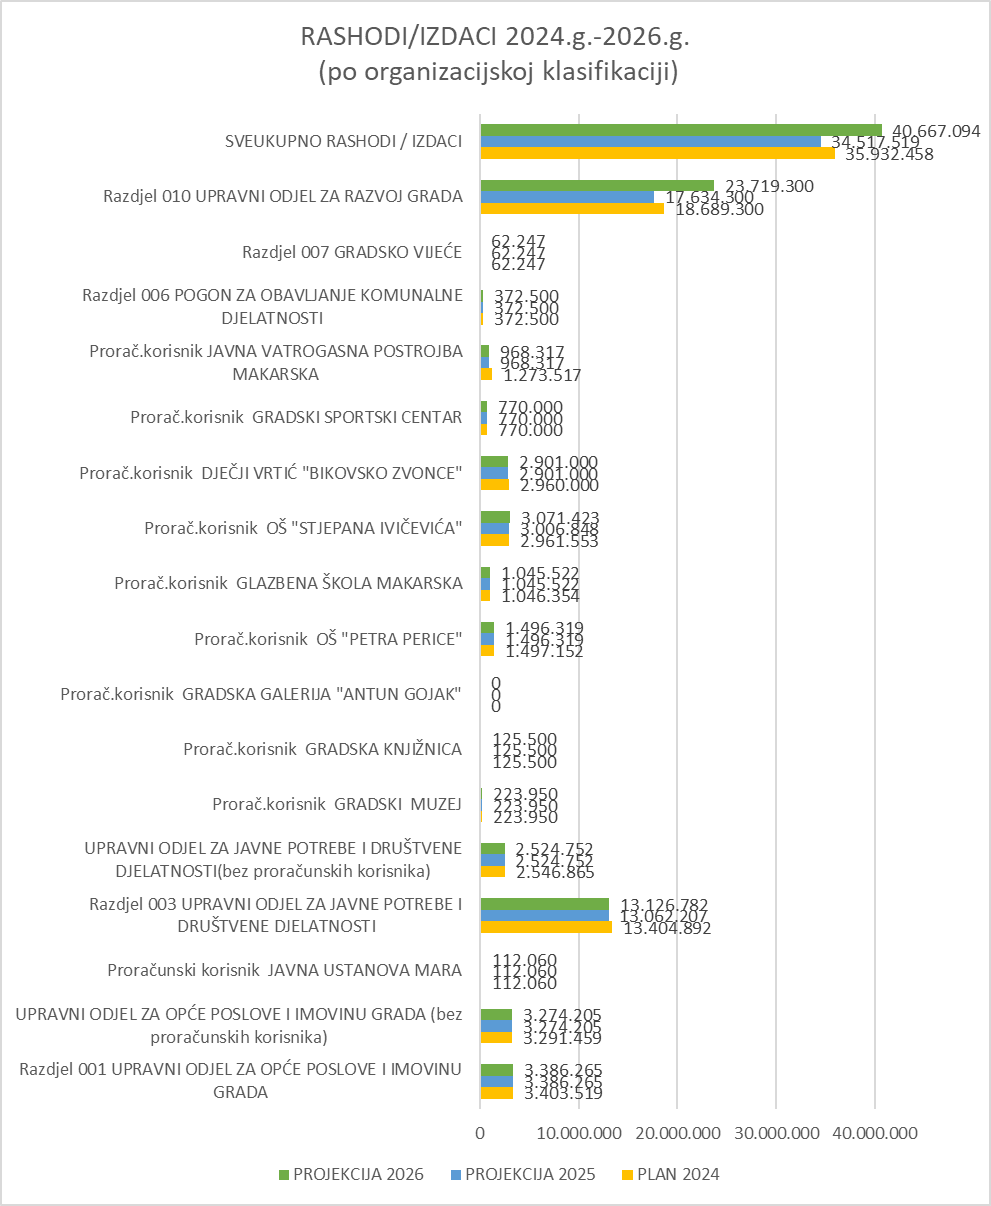 RASHODI/IZDACI 2024.g.-2026.g.
(po organizacijskoj klasifikaciji)
SVEUKUPNO RASHODI / IZDACI
40.667.094
34.517.519
35.932.458
Razdjel 010 UPRAVNI ODJEL ZA RAZVOJ GRADA
23.719.300
17.634.300
18.689.300
Razdjel 007 GRADSKO VIJEĆE
62.247
62.247
62.247
Razdjel 006 POGON ZA OBAVLJANJE KOMUNALNE
DJELATNOSTI
372.500
372.500
372.500
Prorač.korisnik JAVNA VATROGASNA POSTROJBA
MAKARSKA
968.317
968.317
1.273.517
Prorač.korisnik  GRADSKI SPORTSKI CENTAR
770.000
770.000
770.000
Prorač.korisnik  DJEČJI VRTIĆ "BIKOVSKO ZVONCE"
2.901.000
2.901.000
2.960.000
Prorač.korisnik  OŠ "STJEPANA IVIČEVIĆA"
3.071.423
3.006.848
2.961.553
Prorač.korisnik  GLAZBENA ŠKOLA MAKARSKA
1.045.522
1.045.522
1.046.354
Prorač.korisnik  OŠ "PETRA PERICE"
1.496.319
1.496.319
1.497.152
Prorač.korisnik  GRADSKA GALERIJA "ANTUN GOJAK"
0
0
0
Prorač.korisnik  GRADSKA KNJIŽNICA
125.500
125.500
125.500
Prorač.korisnik  GRADSKI  MUZEJ
223.950
223.950
223.950
UPRAVNI ODJEL ZA JAVNE POTREBE I DRUŠTVENE
DJELATNOSTI(bez proračunskih korisnika)
2.524.752
2.524.752
2.546.865
Razdjel 003 UPRAVNI ODJEL ZA JAVNE POTREBE I
DRUŠTVENE DJELATNOSTI
13.126.782
13.062.207
13.404.892
Proračunski korisnik  JAVNA USTANOVA MARA
112.060
112.060
112.060
UPRAVNI ODJEL ZA OPĆE POSLOVE I IMOVINU GRADA (bez
proračunskih korisnika)
3.274.205
3.274.205
3.291.459
Razdjel 001 UPRAVNI ODJEL ZA OPĆE POSLOVE I IMOVINU
GRADA
3.386.265
3.386.265
3.403.519
0 10.000.000 20.000.000 30.000.000 40.000.000
PROJEKCIJA 2026 PROJEKCIJA 2025 PLAN 2024